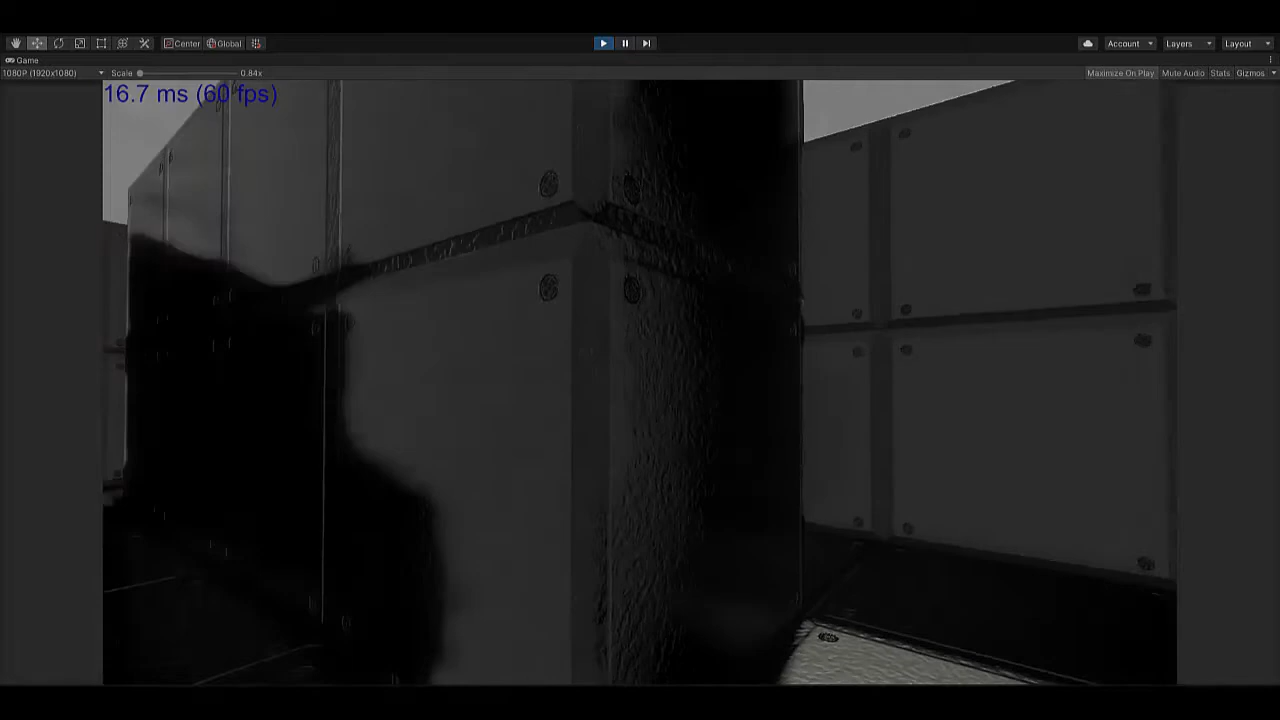 Center Global Account Layers Layout
Game
1080P (1920x1080) Scale 0.84x Maximize On Play Mute Audio Stats Gizmos
16.7 ms (60 fps)